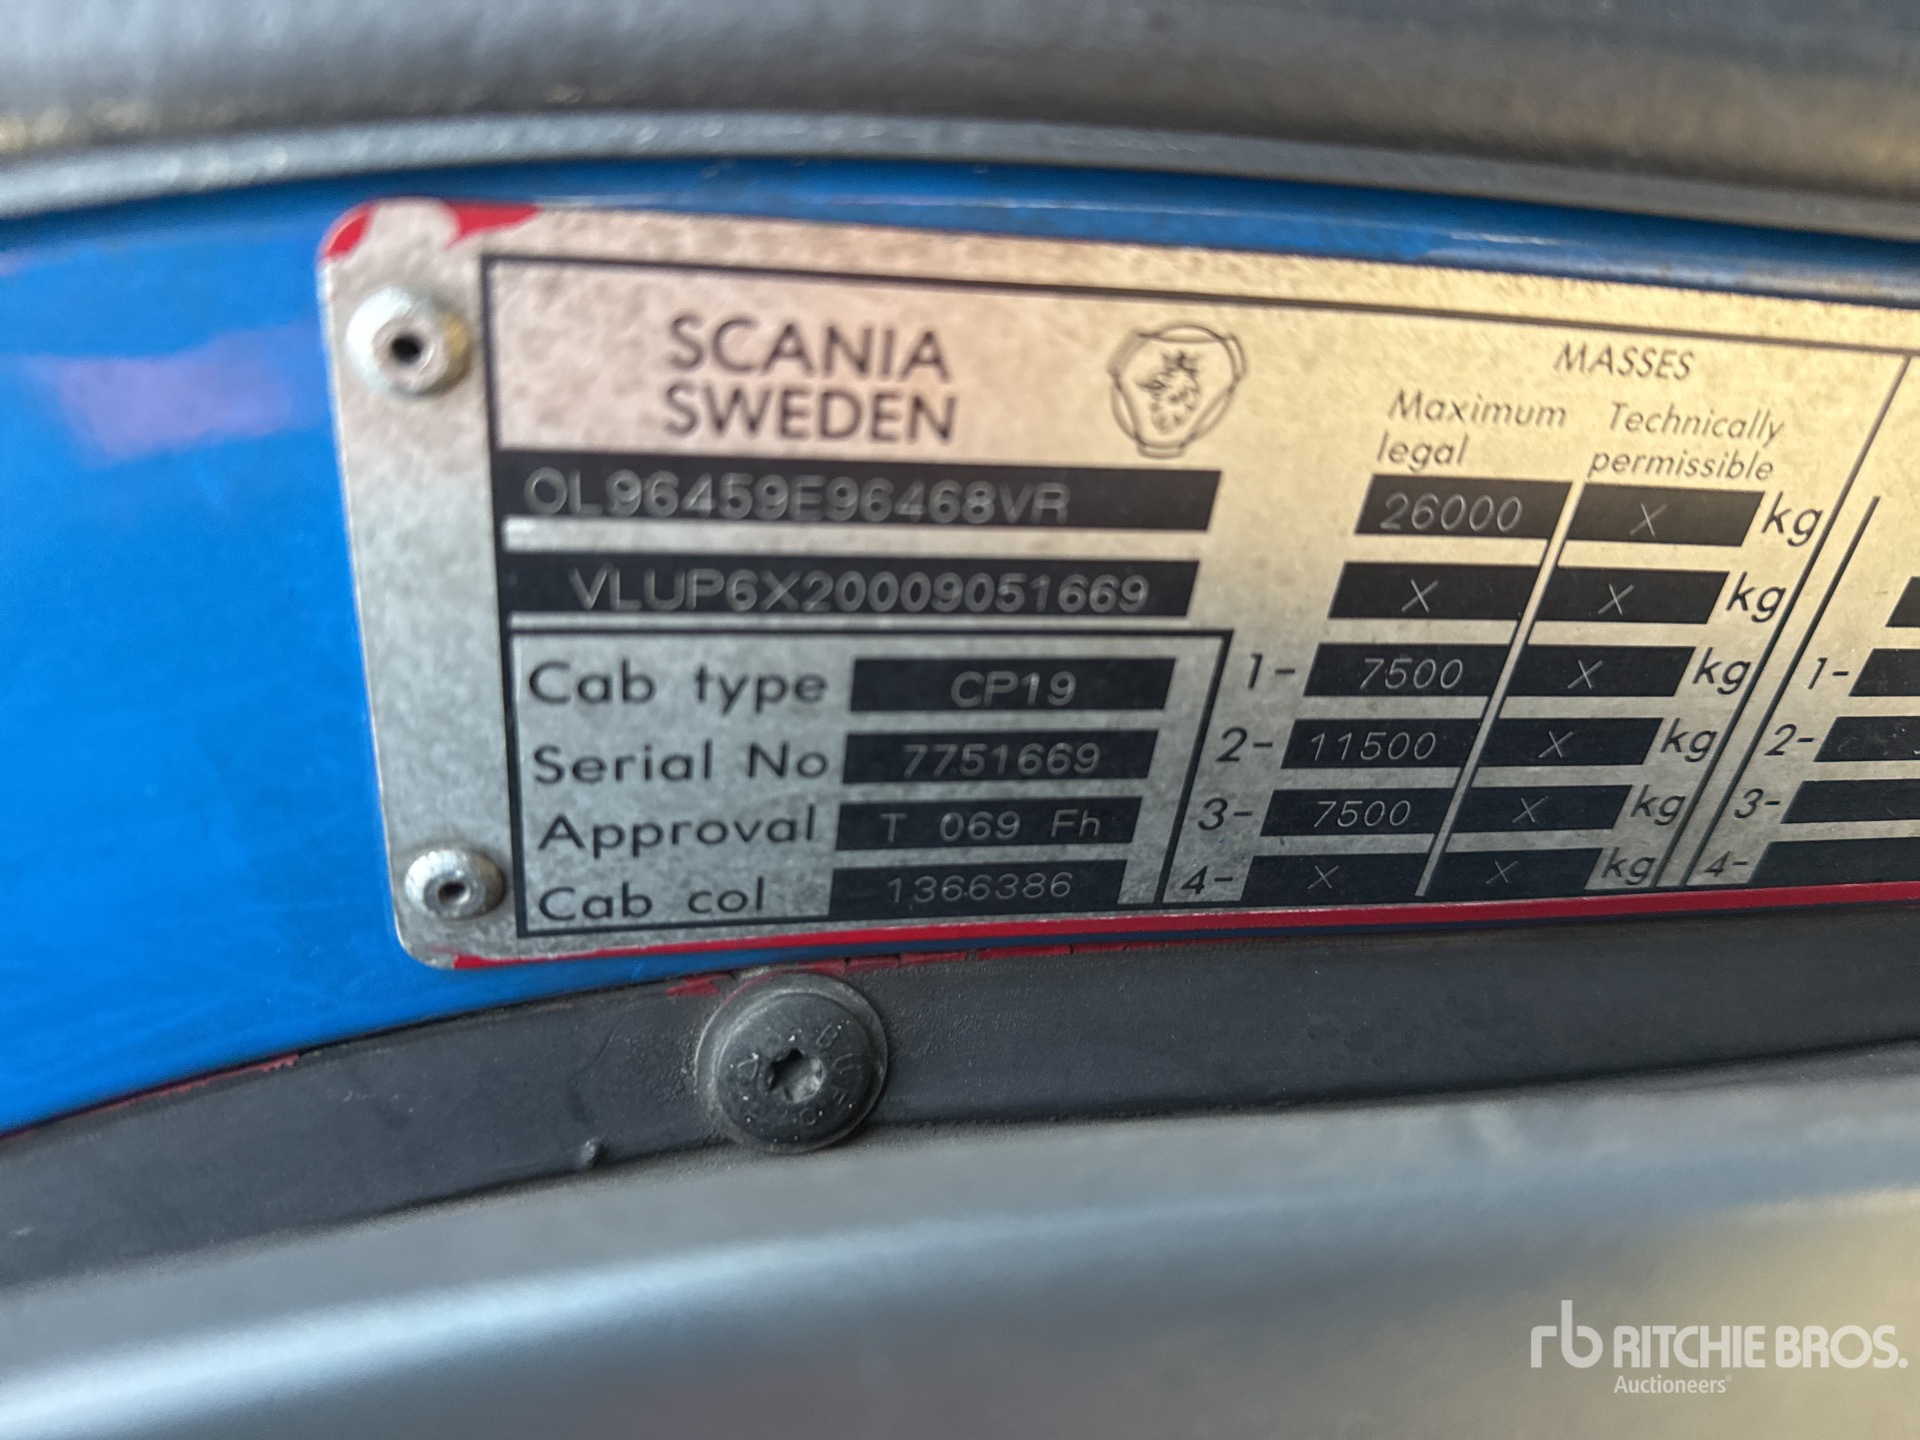 SCANIA
SWEDEN
MASSES
Maximum legal
Technically permissible
OL96459E96468VR
26000 X kg
VLUP6X20009051669
X X kg
Cab type CP19
1- 7500 X kg
1-
Serial No 7751669
2- 11500 X kg
2-
Approval T 069 Fh
3- 7500 X kg
3-
Cab col 1366386
4- X X kg
4-
BUFO
rb RITCHIE BROS.
Auctioneers